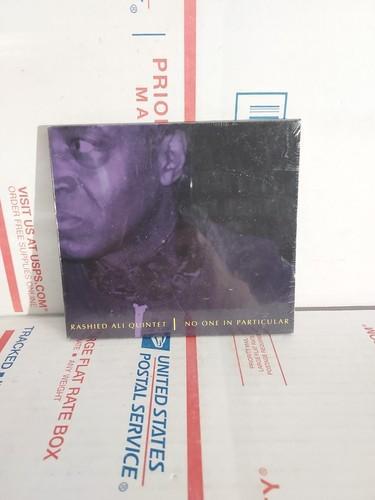 PRIO
MA
VISIT US AT USPS.COM®
ORDER FREE SUPPLIES ONLINE
RASHIED ALI QUINTET | NO ONE IN PARTICULAR
TRACKED
RGE FLAT RATE BOX
ANY WEIGHT
UNITED STATES
POSTAL SERVICE®